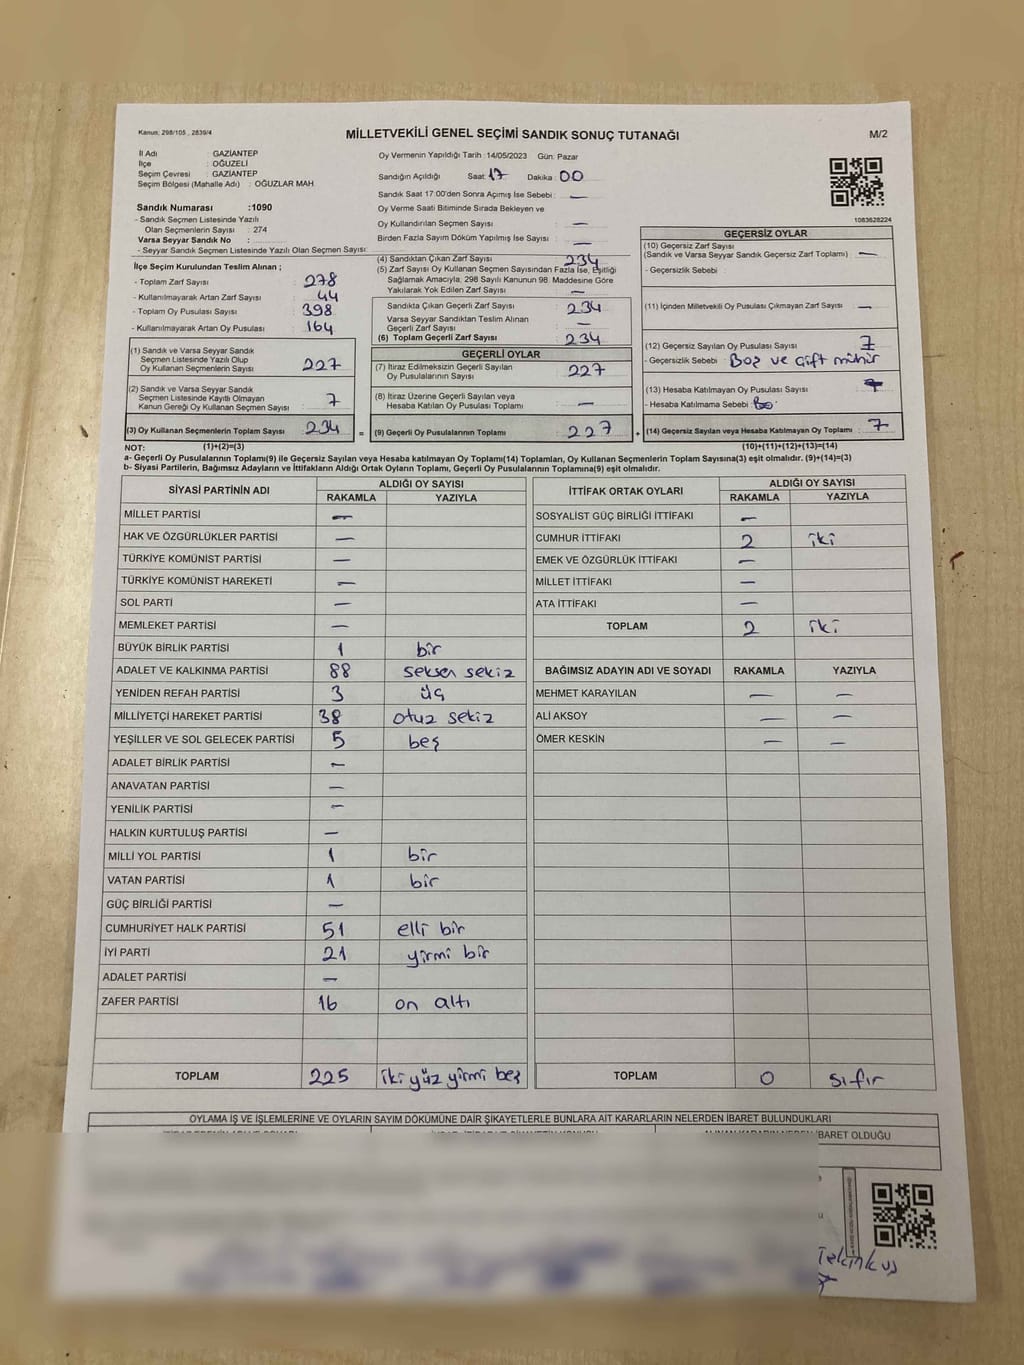 Kanun; 298/105 , 2839/4
MİLLETVEKİLİ GENEL SEÇİMİ SANDIK SONUÇ TUTANAĞI
M/2
İl Adı : GAZİANTEP
İlçe : OĞUZELİ
Seçim Çevresi : GAZİANTEP
Seçim Bölgesi (Mahalle Adı) : OĞUZLAR MAH
Sandık Numarası :1090
- Sandık Seçmen Listesinde Yazılı
Olan Seçmenlerin Sayısı : 274
Varsa Seyyar Sandık No :
- Seyyar Sandık Seçmen Listesinde Yazılı Olan Seçmen Sayısı:
Oy Vermenin Yapıldığı Tarih :14/05/2023 Gün: Pazar
Sandığın Açıldığı Saat: 17 Dakika : 00
Sandık Saat 17:00'den Sonra Açımış İse Sebebi : —
Oy Verme Saati Bitiminde Sırada Bekleyen ve
Oy Kullandırılan Seçmen Sayısı : —
Birden Fazla Sayım Döküm Yapılmış İse Sayısı : —
1083628224
İlçe Seçim Kurulundan Teslim Alınan ;
- Toplam Zarf Sayısı : 278
- Kullanılmayarak Artan Zarf Sayısı : 44
- Toplam Oy Pusulası Sayısı : 398
- Kullanılmayarak Artan Oy Pusulası : 164
(1) Sandık ve Varsa Seyyar Sandık
Seçmen Listesinde Yazılı Olup
Oy Kullanan Seçmenlerin Sayısı : 227
(2) Sandık ve Varsa Seyyar Sandık
Seçmen Listesinde Kayıtlı Olmayan
Kanun Gereği Oy Kullanan Seçmen Sayısı : 7
(3) Oy Kullanan Seçmenlerin Toplam Sayısı : 234 =
(4) Sandıktan Çıkan Zarf Sayısı : 234
(5) Zarf Sayısı Oy Kullanan Seçmen Sayısından Fazla İse, Eşitliği
Sağlamak Amacıyla, 298 Sayılı Kanunun 98. Maddesine Göre
Yakılarak Yok Edilen Zarf Sayısı : —
Sandıkta Çıkan Geçerli Zarf Sayısı : 234
Varsa Seyyar Sandıktan Teslim Alınan
Geçerli Zarf Sayısı : —
(6) Toplam Geçerli Zarf Sayısı : 234
GEÇERLİ OYLAR
(7) İtiraz Edilmeksizin Geçerli Sayılan
Oy Pusulalarının Sayısı : 227
(8) İtiraz Üzerine Geçerli Sayılan veya
Hesaba Katılan Oy Pusulası Toplamı : —
(9) Geçerli Oy Pusulalarının Toplamı : 227 +
GEÇERSİZ OYLAR
(10) Geçersiz Zarf Sayısı
(Sandık ve Varsa Seyyar Sandık Geçersiz Zarf Toplamı) : —
- Geçersizlik Sebebi :
(11) İçinden Milletvekili Oy Pusulası Çıkmayan Zarf Sayısı : —
(12) Geçersiz Sayılan Oy Pusulası Sayısı : 7
- Geçersizlik Sebebi : Boş ve çift mühür
(13) Hesaba Katılmayan Oy Pusulası Sayısı :
- Hesaba Katılmama Sebebi :
(14) Geçersiz Sayılan veya Hesaba Katılmayan Oy Toplamı : 7
NOT: (1)+(2)=(3) (10)+(11)+(12)+(13)=(14)
a- Geçerli Oy Pusulalarının Toplamı(9) ile Geçersiz Sayılan veya Hesaba katılmayan Oy Toplamı(14) Toplamları, Oy Kullanan Seçmenlerin Toplam Sayısına(3) eşit olmalıdır. (9)+(14)=(3)
b- Siyasi Partilerin, Bağımsız Adayların ve İttifakların Aldığı Ortak Oyların Toplamı, Geçerli Oy Pusulalarının Toplamına(9) eşit olmalıdır.
SİYASİ PARTİNİN ADI ALDIĞI OY SAYISI
RAKAMLA YAZIYLA
MİLLET PARTİSİ —
HAK VE ÖZGÜRLÜKLER PARTİSİ —
TÜRKİYE KOMÜNİST PARTİSİ —
TÜRKİYE KOMÜNİST HAREKETİ —
SOL PARTİ —
MEMLEKET PARTİSİ —
BÜYÜK BİRLİK PARTİSİ 1 bir
ADALET VE KALKINMA PARTİSİ 88 seksen sekiz
YENİDEN REFAH PARTİSİ 3 üç
MİLLİYETÇİ HAREKET PARTİSİ 38 otuz sekiz
YEŞİLLER VE SOL GELECEK PARTİSİ 5 beş
ADALET BİRLİK PARTİSİ —
ANAVATAN PARTİSİ —
YENİLİK PARTİSİ —
HALKIN KURTULUŞ PARTİSİ —
MİLLİ YOL PARTİSİ 1 bir
VATAN PARTİSİ 1 bir
GÜÇ BİRLİĞİ PARTİSİ —
CUMHURİYET HALK PARTİSİ 51 elli bir
İYİ PARTİ 21 yirmi bir
ADALET PARTİSİ —
ZAFER PARTİSİ 16 on altı
TOPLAM 225 iki yüz yirmi beş
İTTİFAK ORTAK OYLARI ALDIĞI OY SAYISI
RAKAMLA YAZIYLA
SOSYALİST GÜÇ BİRLİĞİ İTTİFAKI —
CUMHUR İTTİFAKI 2 iki
EMEK VE ÖZGÜRLÜK İTTİFAKI —
MİLLET İTTİFAKI —
ATA İTTİFAKI —
TOPLAM 2 iki
BAĞIMSIZ ADAYIN ADI VE SOYADI RAKAMLA YAZIYLA
MEHMET KARAYILAN — —
ALİ AKSOY — —
ÖMER KESKİN — —
TOPLAM 0 sıfır
OYLAMA İŞ VE İŞLEMLERİNE VE OYLARIN SAYIM DÖKÜMÜNE DAİR ŞİKAYETLERLE BUNLARA AİT KARARLARIN NELERDEN İBARET BULUNDUKLARI
İBARET OLDUĞU
Tekinkuş